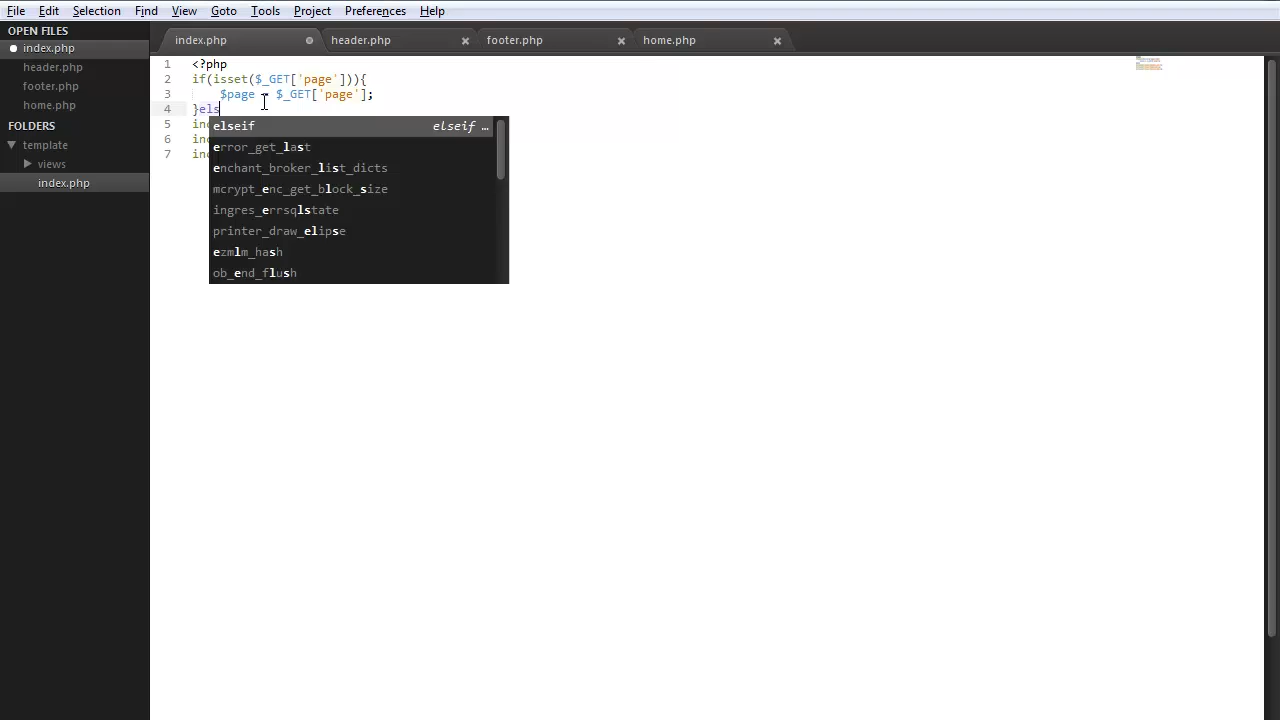 File Edit Selection Find View Goto Tools Project Preferences Help
OPEN FILES
index.php
header.php
footer.php
home.php
FOLDERS
template
views
index.php
index.php header.php footer.php home.php
1 <?php
2 if(isset($_GET['page'])){
3 $page = $_GET['page'];
4 }els
5 inc
6 inc
7 inc
elseif elseif …
error_get_last
enchant_broker_list_dicts
mcrypt_enc_get_block_size
ingres_errsqlstate
printer_draw_elipse
ezmlm_hash
ob_end_flush